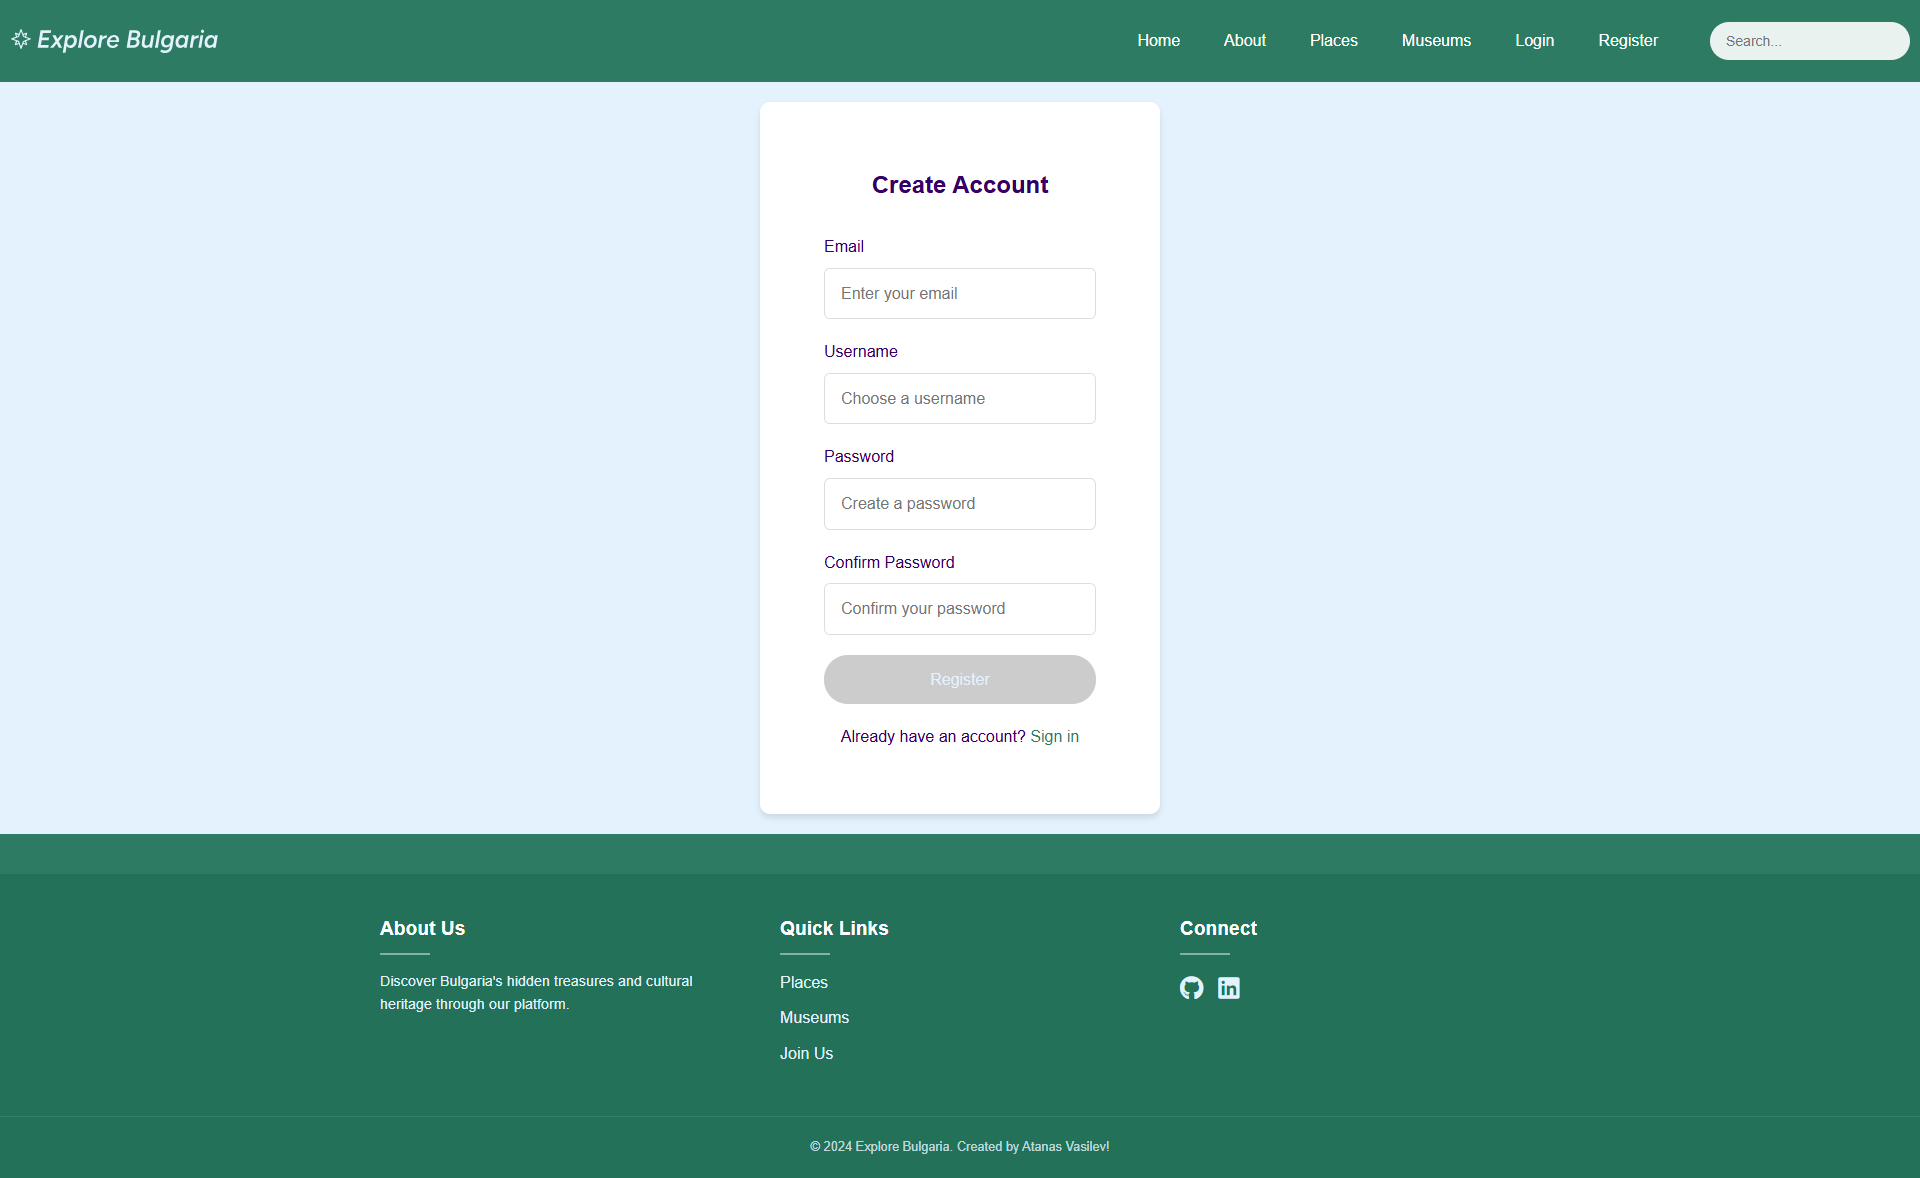 Explore Bulgaria
Home About Places Museums Login Register Search...
Create Account
Email
Enter your email
Username
Choose a username
Password
Create a password
Confirm Password
Confirm your password
Register
Already have an account? Sign in
About Us
Discover Bulgaria's hidden treasures and cultural
heritage through our platform.
Quick Links
Places
Museums
Join Us
Connect
© 2024 Explore Bulgaria. Created by Atanas Vasilev!